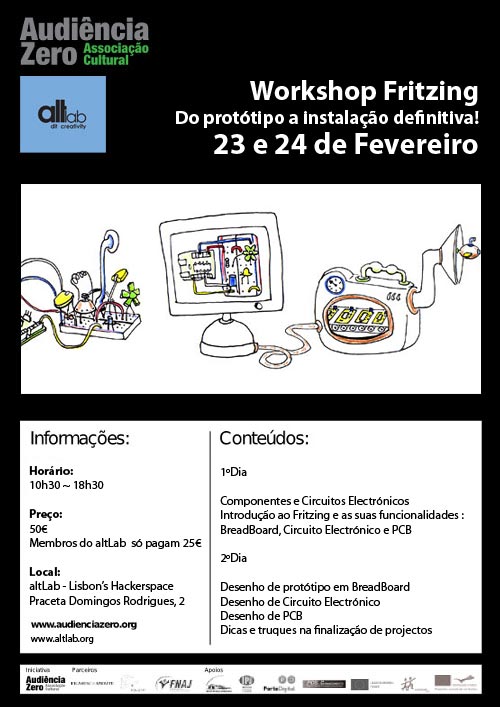 Audiência
Zero Associação
Cultural
altlab
dit creativity
Workshop Fritzing
Do protótipo a instalação definitiva!
23 e 24 de Fevereiro
Informações:
Horário:
10h30 ~ 18h30
Preço:
50€
Membros do altLab só pagam 25€
Local:
altLab - Lisbon's Hackerspace
Praceta Domingos Rodrigues, 2
www.audienciazero.org
www.altlab.org
Conteúdos:
1ºDia
Componentes e Circuitos Electrónicos
Introdução ao Fritzing e as suas funcionalidades :
BreadBoard, Circuito Electrónico e PCB
2ºDia
Desenho de protótipo em BreadBoard
Desenho de Circuito Electrónico
Desenho de PCB
Dicas e truques na finalização de projectos
Iniciativa
Parceiros
Apoios
Audiência
Zero Associação
Cultural
FNAJ
PortoDigital